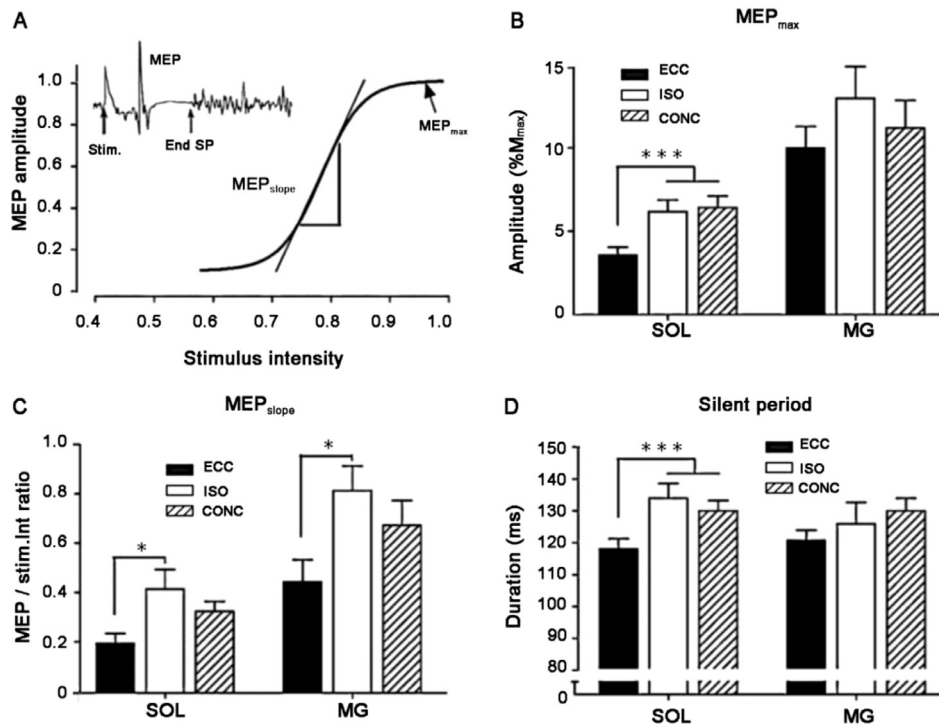 A
MEP amplitude
1.0
0.8
0.6
0.4
0.2
0
0.4 0.5 0.6 0.7 0.8 0.9 1.0
Stimulus intensity
MEP
Stim.
End SP
MEPslope
MEPmax
B
MEPmax
Amplitude (%Mmax)
15
10
5
0
ECC
ISO
CONC
***
SOL MG
C
MEPslope
MEP / stim.Int ratio
1.0
0.8
0.6
0.4
0.2
0
ECC
ISO
CONC
*
*
SOL MG
D
Silent period
Duration (ms)
150
140
130
120
110
100
90
80
0
ECC
ISO
CONC
***
SOL MG